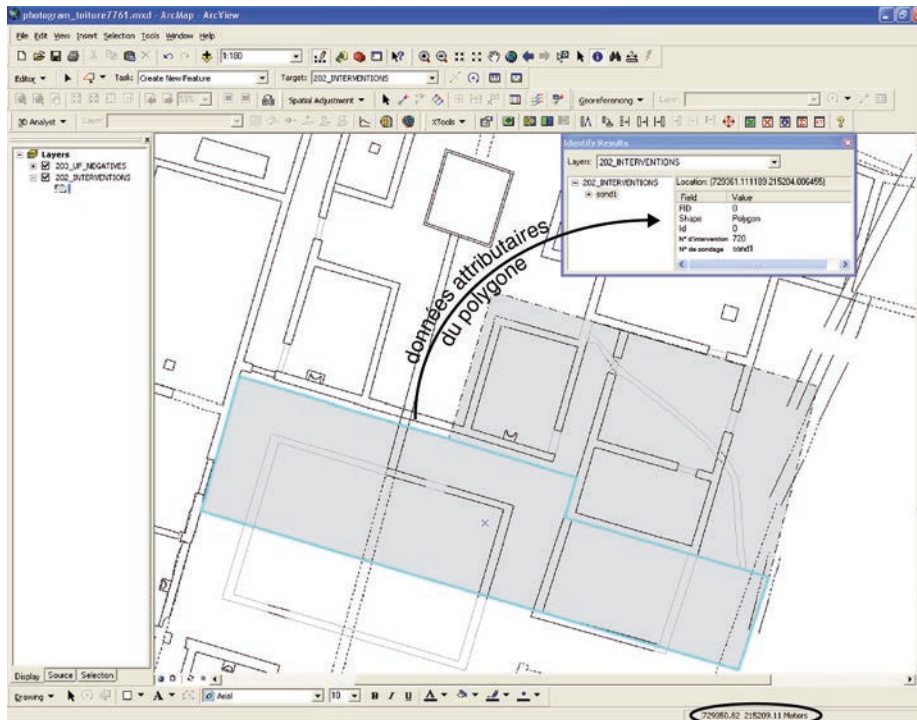 photogram_toiture7761.mxd - ArcMap - ArcView
File Edit View Insert Selection Tools Window Help
1:180
Editor Task: Create New Feature Target: 202_INTERVENTIONS
Spatial Adjustment Georeferencing Layer:
3D Analyst Layer: XTools
Layers
203_UF_NEGATIVES
202_INTERVENTIONS
Identify Results
Layers: 202_INTERVENTIONS
202_INTERVENTIONS
sond1
Location: (729361.111189 215204.006455)
Field Value
FID 0
Shape Polygon
Id 0
N° d'intervention 720
N° de sondage sond1
données attributaires
du polygone
Display Source Selection
Drawing Arial 10 B I U A
729350.82 215209.11 Meters